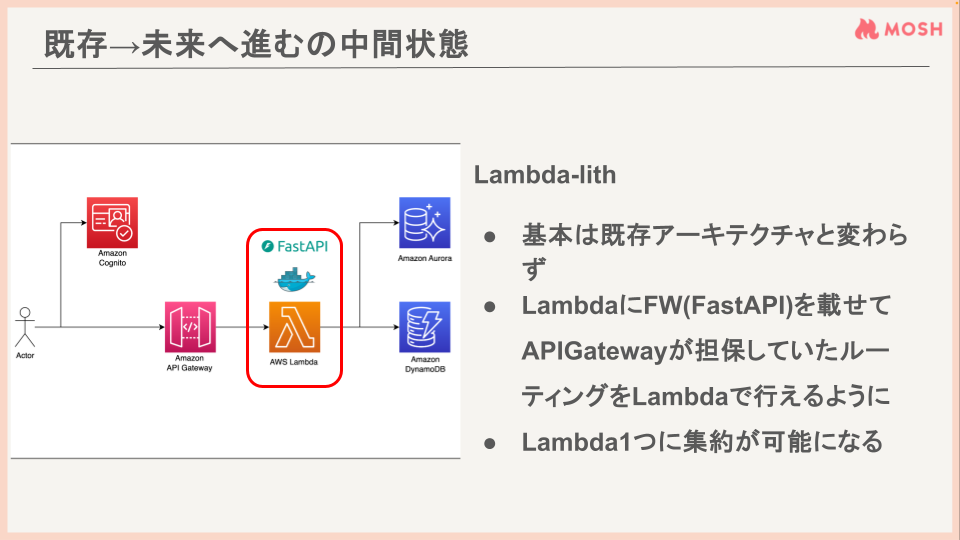 既存→未来へ進むの中間状態
MOSH
Amazon
Cognito
Actor
Amazon
API Gateway
FastAPI
AWS Lambda
Amazon Aurora
Amazon
DynamoDB
Lambda-lith
● 基本は既存アーキテクチャと変わら
ず
● LambdaにFW(FastAPI)を載せて
APIGatewayが担保していたルー
ティングをLambdaで行えるように
● Lambda1つに集約が可能になる